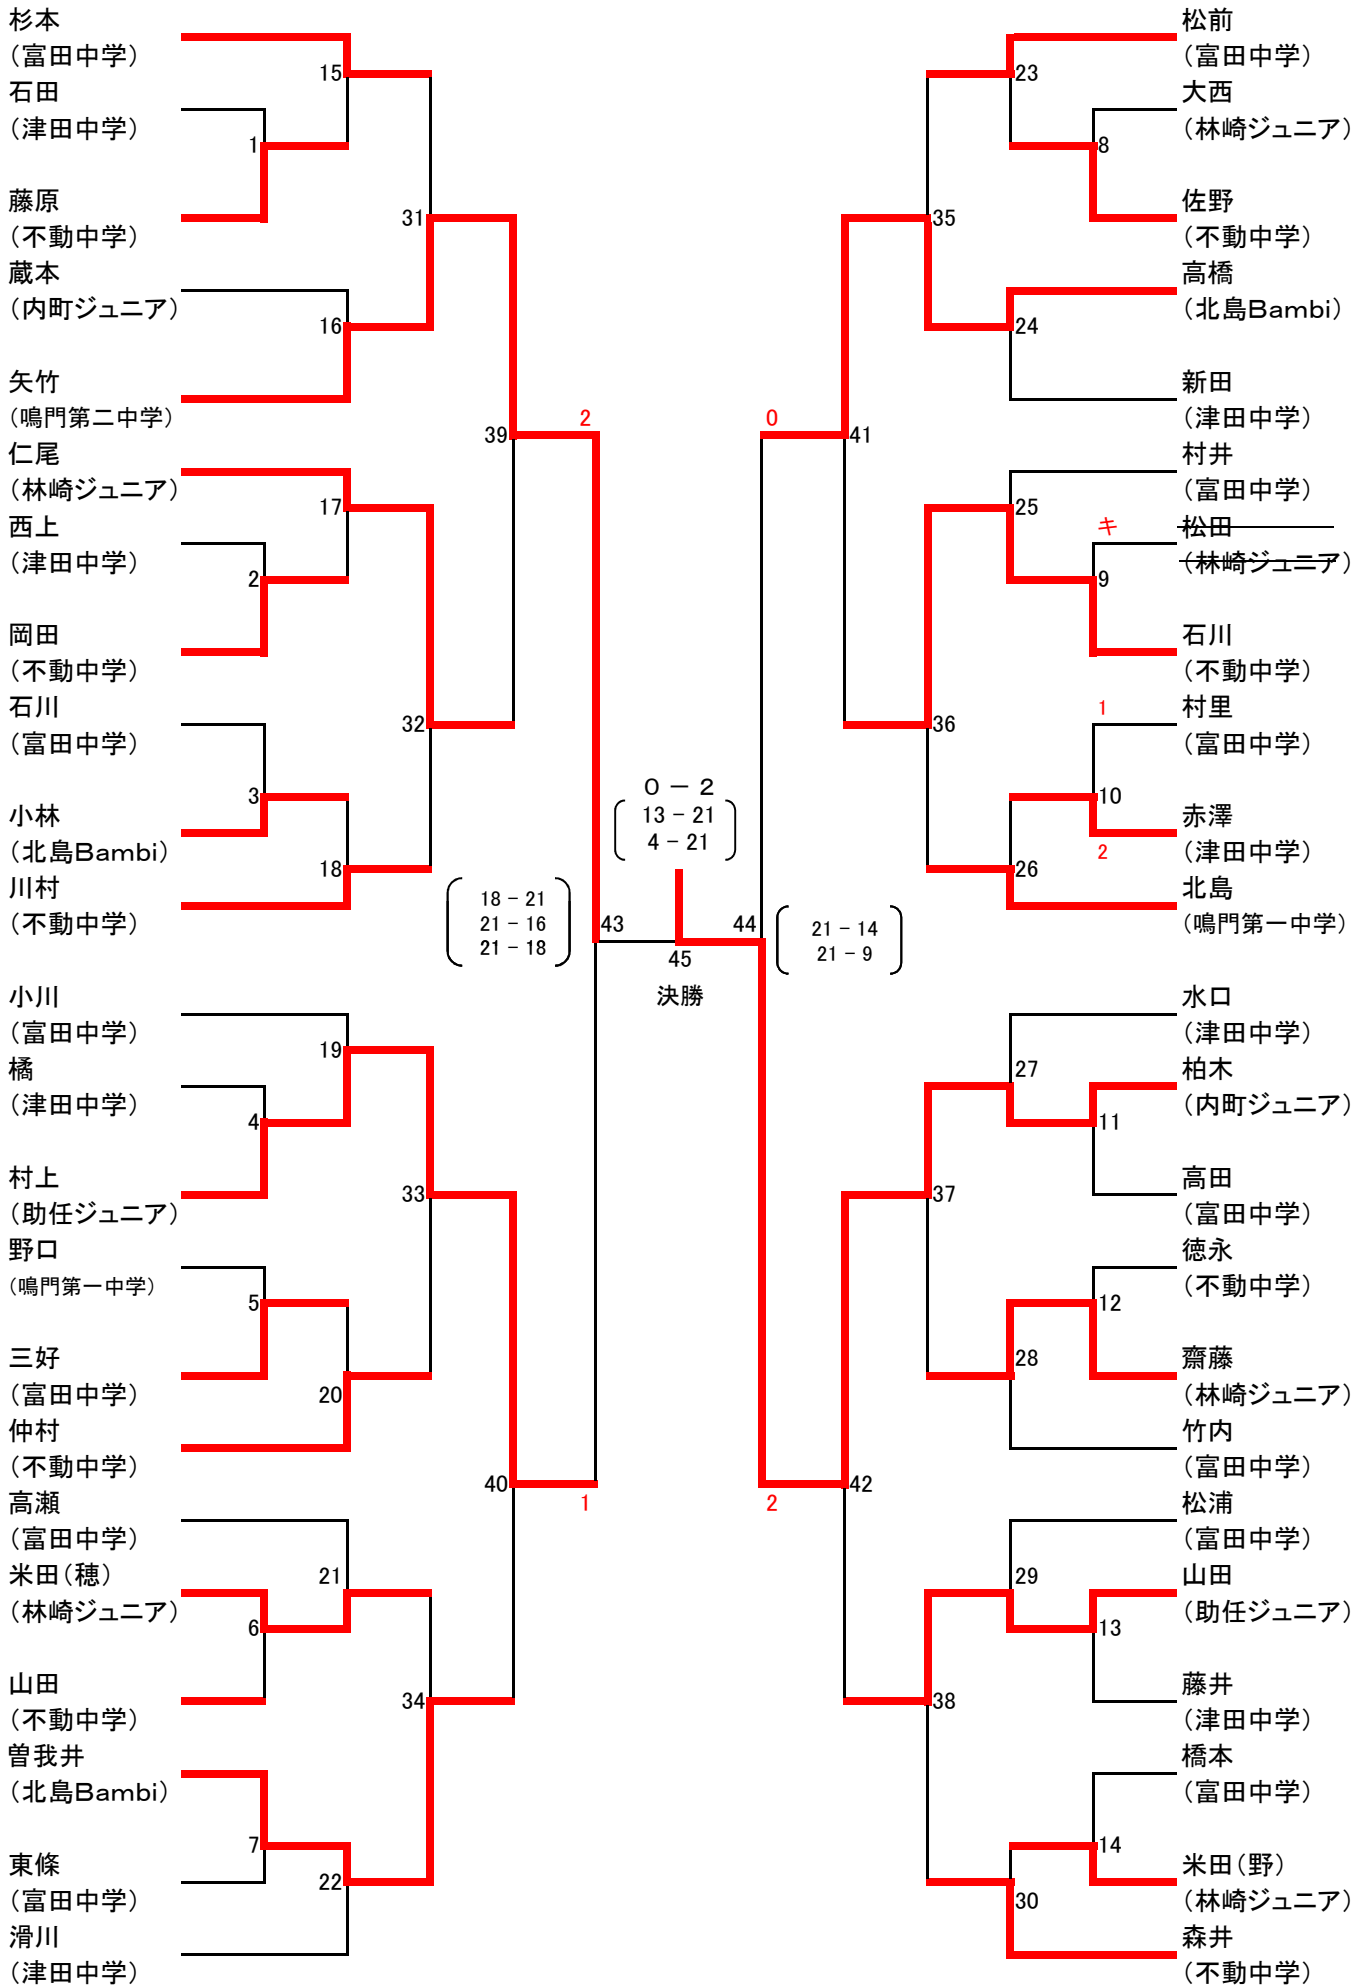 杉本
（富田中学）
石田
（津田中学）
藤原
（不動中学）
蔵本
（内町ジュニア）
矢竹
（鳴門第二中学）
仁尾
（林崎ジュニア）
西上
（津田中学）
岡田
（不動中学）
石川
（富田中学）
小林
（北島Bambi）
川村
（不動中学）
小川
（富田中学）
橘
（津田中学）
村上
（助任ジュニア）
野口
（鳴門第一中学）
三好
（富田中学）
仲村
（不動中学）
高瀬
（富田中学）
米田（穂）
（林崎ジュニア）
山田
（不動中学）
曽我井
（北島Bambi）
東條
（富田中学）
滑川
（津田中学）
15
1
31
16
39
17
2
32
3
18
19
4
33
5
20
40
21
6
34
7
22
2
1
18 － 21
21 － 16
21 － 18
43
０ － ２
13 － 21
4 － 21
45
決勝
44
21 － 14
21 － 9
0
2
23
8
35
24
41
25
キ
9
36
1
10
2
26
27
11
37
12
28
42
29
13
38
14
30
松前
（富田中学）
大西
（林崎ジュニア）
佐野
（不動中学）
高橋
（北島Bambi）
新田
（津田中学）
村井
（富田中学）
松田
（林崎ジュニア）
石川
（不動中学）
村里
（富田中学）
赤澤
（津田中学）
北島
（鳴門第一中学）
水口
（津田中学）
柏木
（内町ジュニア）
高田
（富田中学）
徳永
（不動中学）
齋藤
（林崎ジュニア）
竹内
（富田中学）
松浦
（富田中学）
山田
（助任ジュニア）
藤井
（津田中学）
橋本
（富田中学）
米田（野）
（林崎ジュニア）
森井
（不動中学）